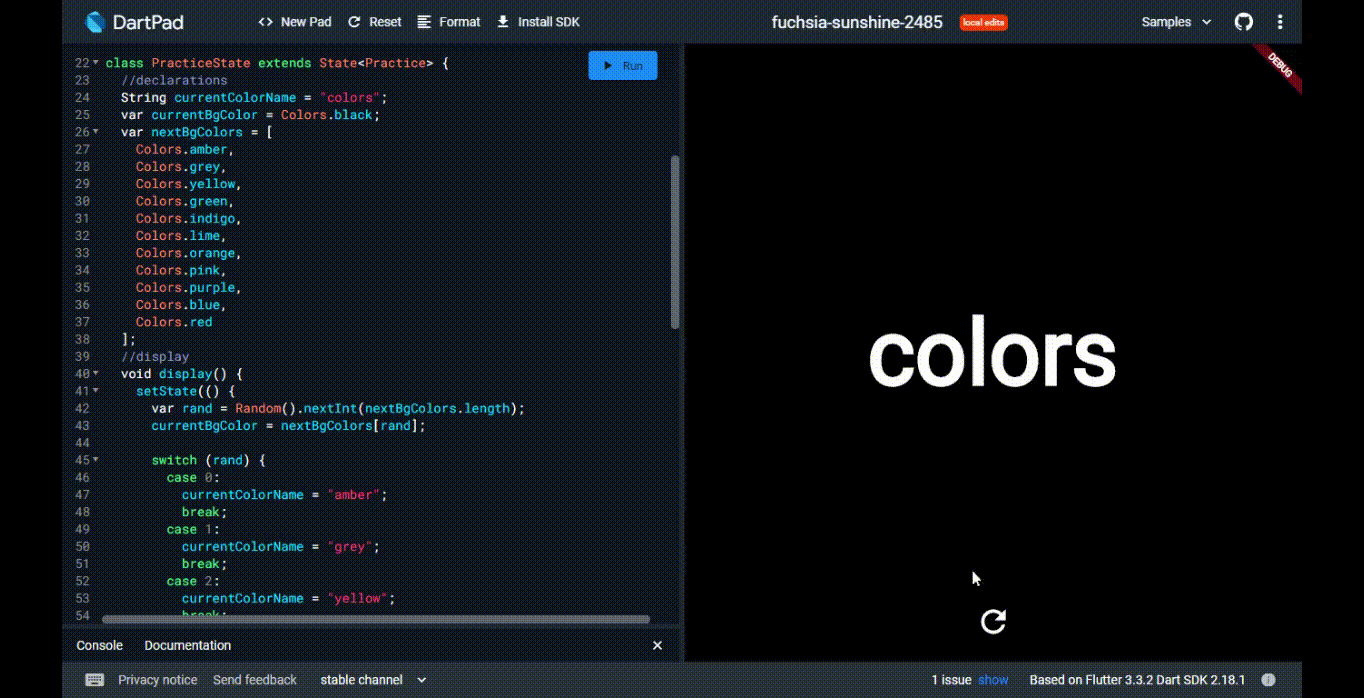 DartPad
<> New Pad
Reset
Format
Install SDK
fuchsia-sunshine-2485
local edits
Samples
22 class PracticeState extends State<Practice> {
23 //declarations
24 String currentColorName = "colors";
25 var currentBgColor = Colors.black;
26 var nextBgColors = [
27 Colors.amber,
28 Colors.grey,
29 Colors.yellow,
30 Colors.green,
31 Colors.indigo,
32 Colors.lime,
33 Colors.orange,
34 Colors.pink,
35 Colors.purple,
36 Colors.blue,
37 Colors.red
38 ];
39 //display
40 void display() {
41 setState(() {
42 var rand = Random().nextInt(nextBgColors.length);
43 currentBgColor = nextBgColors[rand];
44
45 switch (rand) {
46 case 0:
47 currentColorName = "amber";
48 break;
49 case 1:
50 currentColorName = "grey";
51 break;
52 case 2:
53 currentColorName = "yellow";
54 break;
Run
DEBUG
colors
Console
Documentation
Privacy notice
Send feedback
stable channel
1 issue show
Based on Flutter 3.3.2 Dart SDK 2.18.1